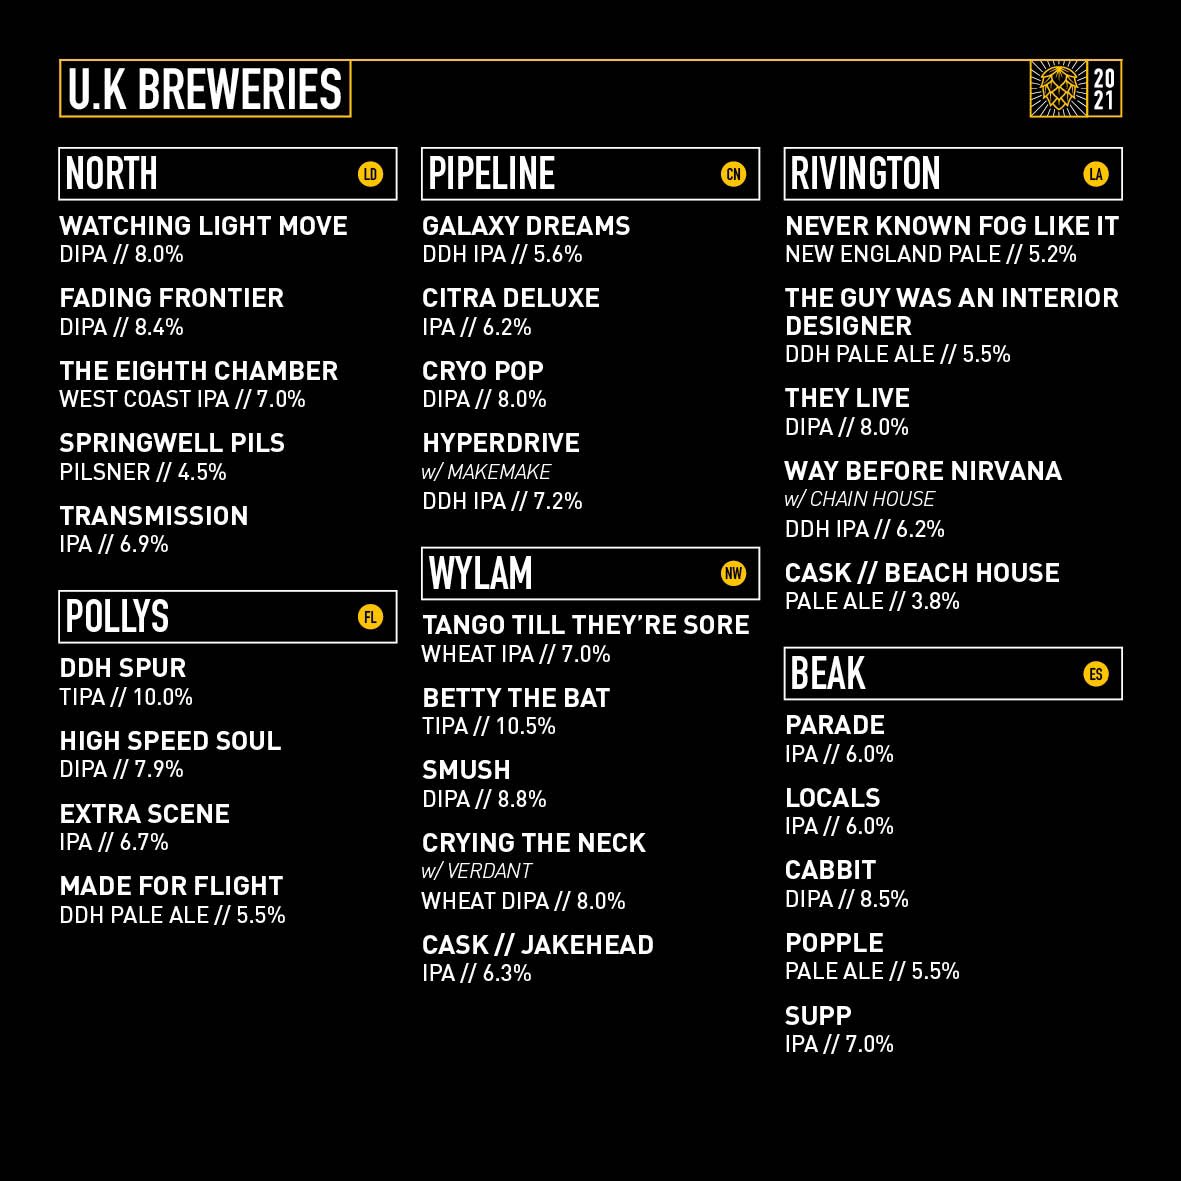 U.K BREWERIES
20
21
NORTH LD
WATCHING LIGHT MOVE
DIPA // 8.0%
FADING FRONTIER
DIPA // 8.4%
THE EIGHTH CHAMBER
WEST COAST IPA // 7.0%
SPRINGWELL PILS
PILSNER // 4.5%
TRANSMISSION
IPA // 6.9%
POLLYS FL
DDH SPUR
TIPA // 10.0%
HIGH SPEED SOUL
DIPA // 7.9%
EXTRA SCENE
IPA // 6.7%
MADE FOR FLIGHT
DDH PALE ALE // 5.5%
PIPELINE CN
GALAXY DREAMS
DDH IPA // 5.6%
CITRA DELUXE
IPA // 6.2%
CRYO POP
DIPA // 8.0%
HYPERDRIVE
w/ MAKEMAKE
DDH IPA // 7.2%
WYLAM NW
TANGO TILL THEY'RE SORE
WHEAT IPA // 7.0%
BETTY THE BAT
TIPA // 10.5%
SMUSH
DIPA // 8.8%
CRYING THE NECK
w/ VERDANT
WHEAT DIPA // 8.0%
CASK // JAKEHEAD
IPA // 6.3%
RIVINGTON LA
NEVER KNOWN FOG LIKE IT
NEW ENGLAND PALE // 5.2%
THE GUY WAS AN INTERIOR
DESIGNER
DDH PALE ALE // 5.5%
THEY LIVE
DIPA // 8.0%
WAY BEFORE NIRVANA
w/ CHAIN HOUSE
DDH IPA // 6.2%
CASK // BEACH HOUSE
PALE ALE // 3.8%
BEAK ES
PARADE
IPA // 6.0%
LOCALS
IPA // 6.0%
CABBIT
DIPA // 8.5%
POPPLE
PALE ALE // 5.5%
SUPP
IPA // 7.0%